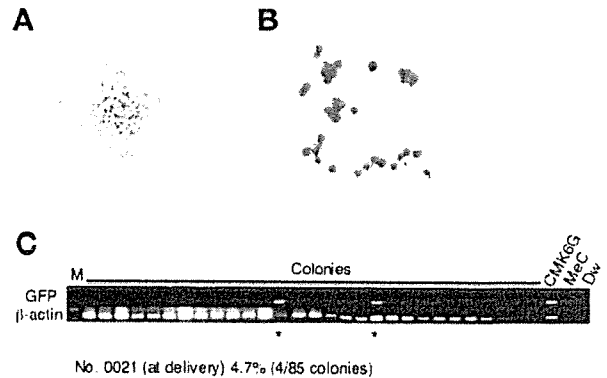 A
B
C
M Colonies CMK6G MeC Dw
GFP
β-actin
* *
No. 0021 (at delivery) 4.7% (4/85 colonies)